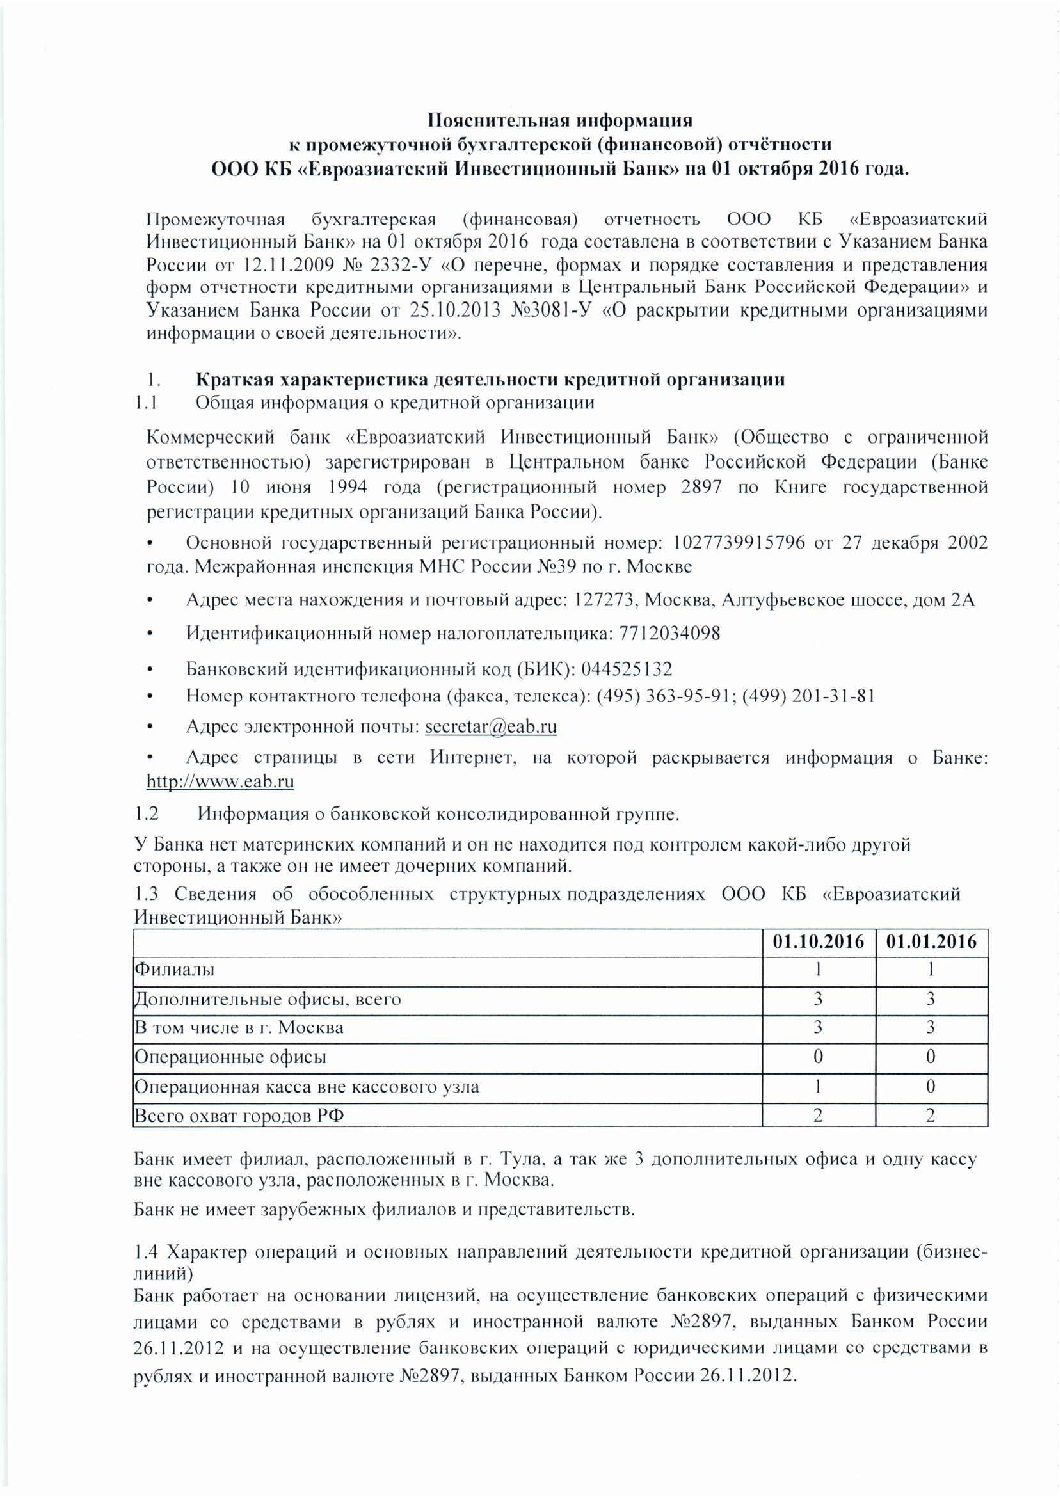 Пояснительная информация
к промежуточной бухгалтерской (финансовой) отчётности
ООО КБ «Евроазиатский Инвестиционный Банк» на 01 октября 2016 года.
Промежуточная бухгалтерская (финансовая) отчетность ООО КБ «Евроазиатский
Инвестиционный Банк» на 01 октября 2016 года составлена в соответствии с Указанием Банка
России от 12.11.2009 № 2332-У «О перечне, формах и порядке составления и представления
форм отчетности кредитными организациями в Центральный Банк Российской Федерации» и
Указанием Банка России от 25.10.2013 №3081-У «О раскрытии кредитными организациями
информации о своей деятельности».
1. Краткая характеристика деятельности кредитной организации
1.1 Общая информация о кредитной организации
Коммерческий банк «Евроазиатский Инвестиционный Банк» (Общество с ограниченной
ответственностью) зарегистрирован в Центральном банке Российской Федерации (Банке
России) 10 июня 1994 года (регистрационный номер 2897 по Книге государственной
регистрации кредитных организаций Банка России).
• Основной государственный регистрационный номер: 1027739915796 от 27 декабря 2002
года. Межрайонная инспекция МНС России №39 по г. Москве
• Адрес места нахождения и почтовый адрес: 127273, Москва, Алтуфьевское шоссе, дом 2А
• Идентификационный номер налогоплательщика: 7712034098
• Банковский идентификационный код (БИК): 044525132
• Номер контактного телефона (факса, телекса): (495) 363-95-91; (499) 201-31-81
• Адрес электронной почты: secretar@eab.ru
• Адрес страницы в сети Интернет, на которой раскрывается информация о Банке:
http://www.eab.ru
1.2 Информация о банковской консолидированной группе.
У Банка нет материнских компаний и он не находится под контролем какой-либо другой
стороны, а также он не имеет дочерних компаний.
1.3 Сведения об обособленных структурных подразделениях ООО КБ «Евроазиатский
Инвестиционный Банк»
01.10.2016 01.01.2016
Филиалы 1 1
Дополнительные офисы, всего 3 3
В том числе в г. Москва 3 3
Операционные офисы 0 0
Операционная касса вне кассового узла 1 0
Всего охват городов РФ 2 2
Банк имеет филиал, расположенный в г. Тула, а так же 3 дополнительных офиса и одну кассу
вне кассового узла, расположенных в г. Москва.
Банк не имеет зарубежных филиалов и представительств.
1.4 Характер операций и основных направлений деятельности кредитной организации (бизнес-
линий)
Банк работает на основании лицензий, на осуществление банковских операций с физическими
лицами со средствами в рублях и иностранной валюте №2897, выданных Банком России
26.11.2012 и на осуществление банковских операций с юридическими лицами со средствами в
рублях и иностранной валюте №2897, выданных Банком России 26.11.2012.